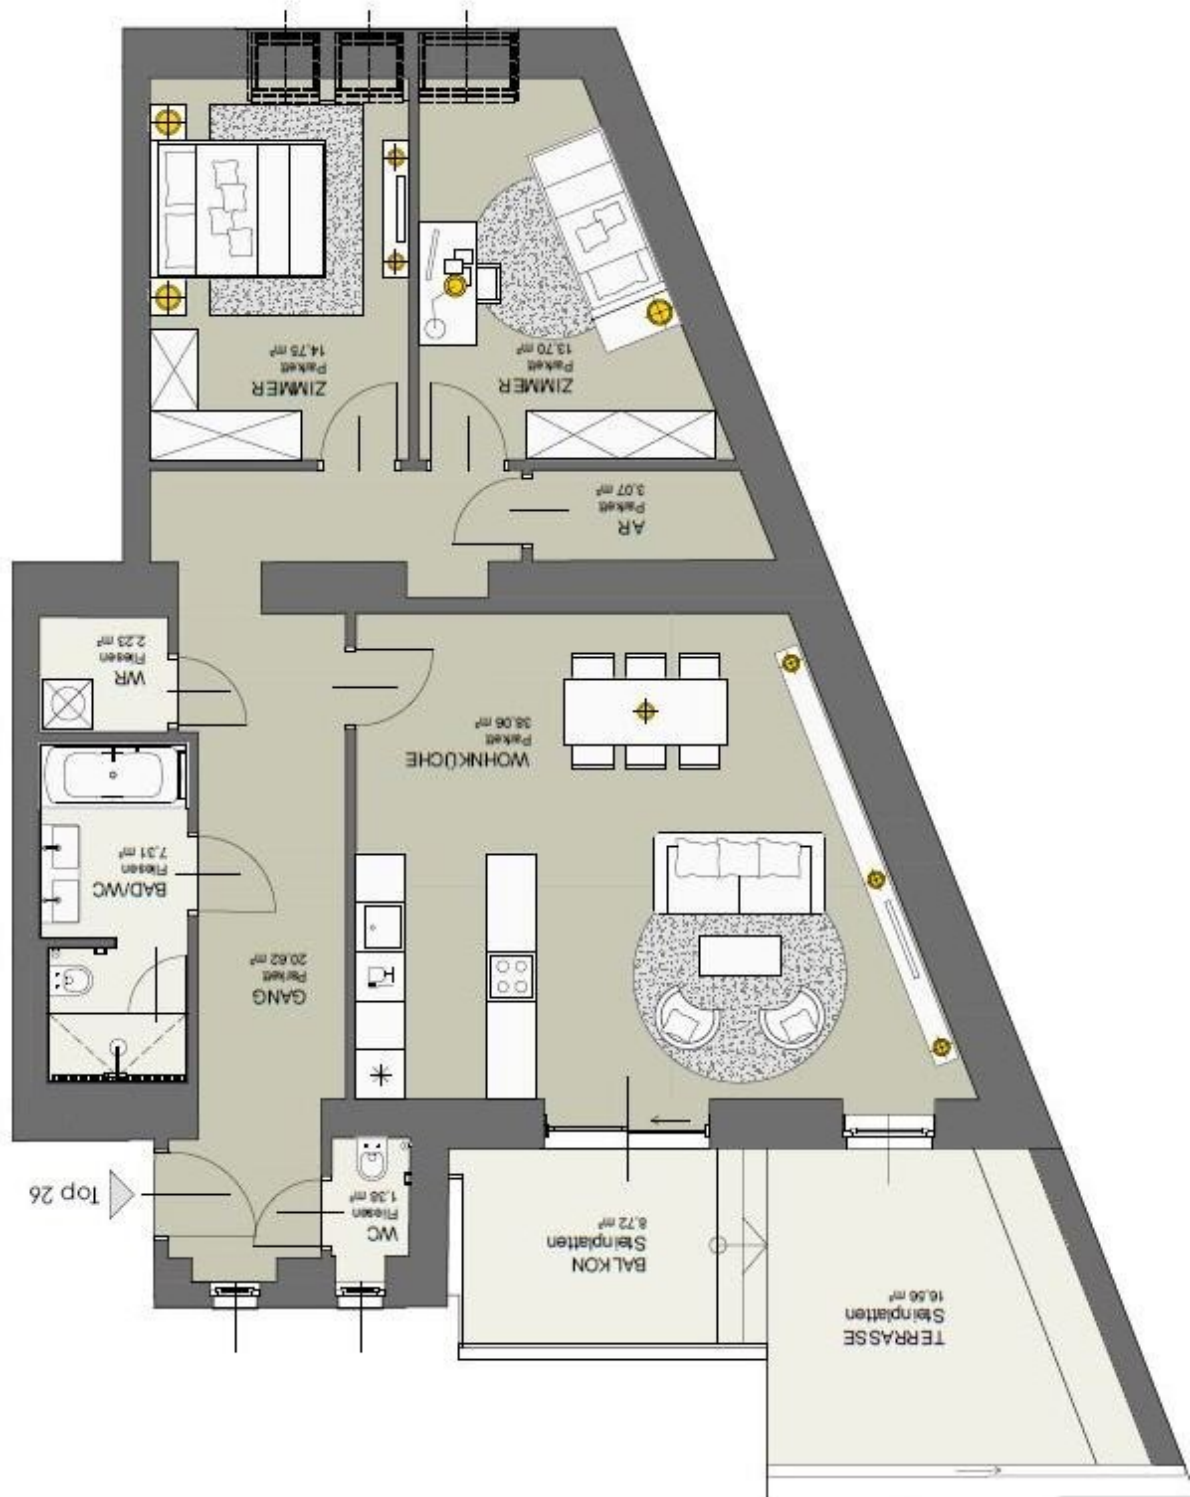 TERRASSE
Steinplatten
16,56 m²
BALKON
Steinplatten
8,72 m²
WC
Fliesen
1,38 m²
Top 26
GANG
Parkett
20,62 m²
BAD/WC
Fliesen
7,31 m²
WOHNKÜCHE
Parkett
38,06 m²
WR
Fliesen
2,23 m²
AR
Parkett
3,07 m²
ZIMMER
Parkett
13,70 m²
ZIMMER
Parkett
14,75 m²